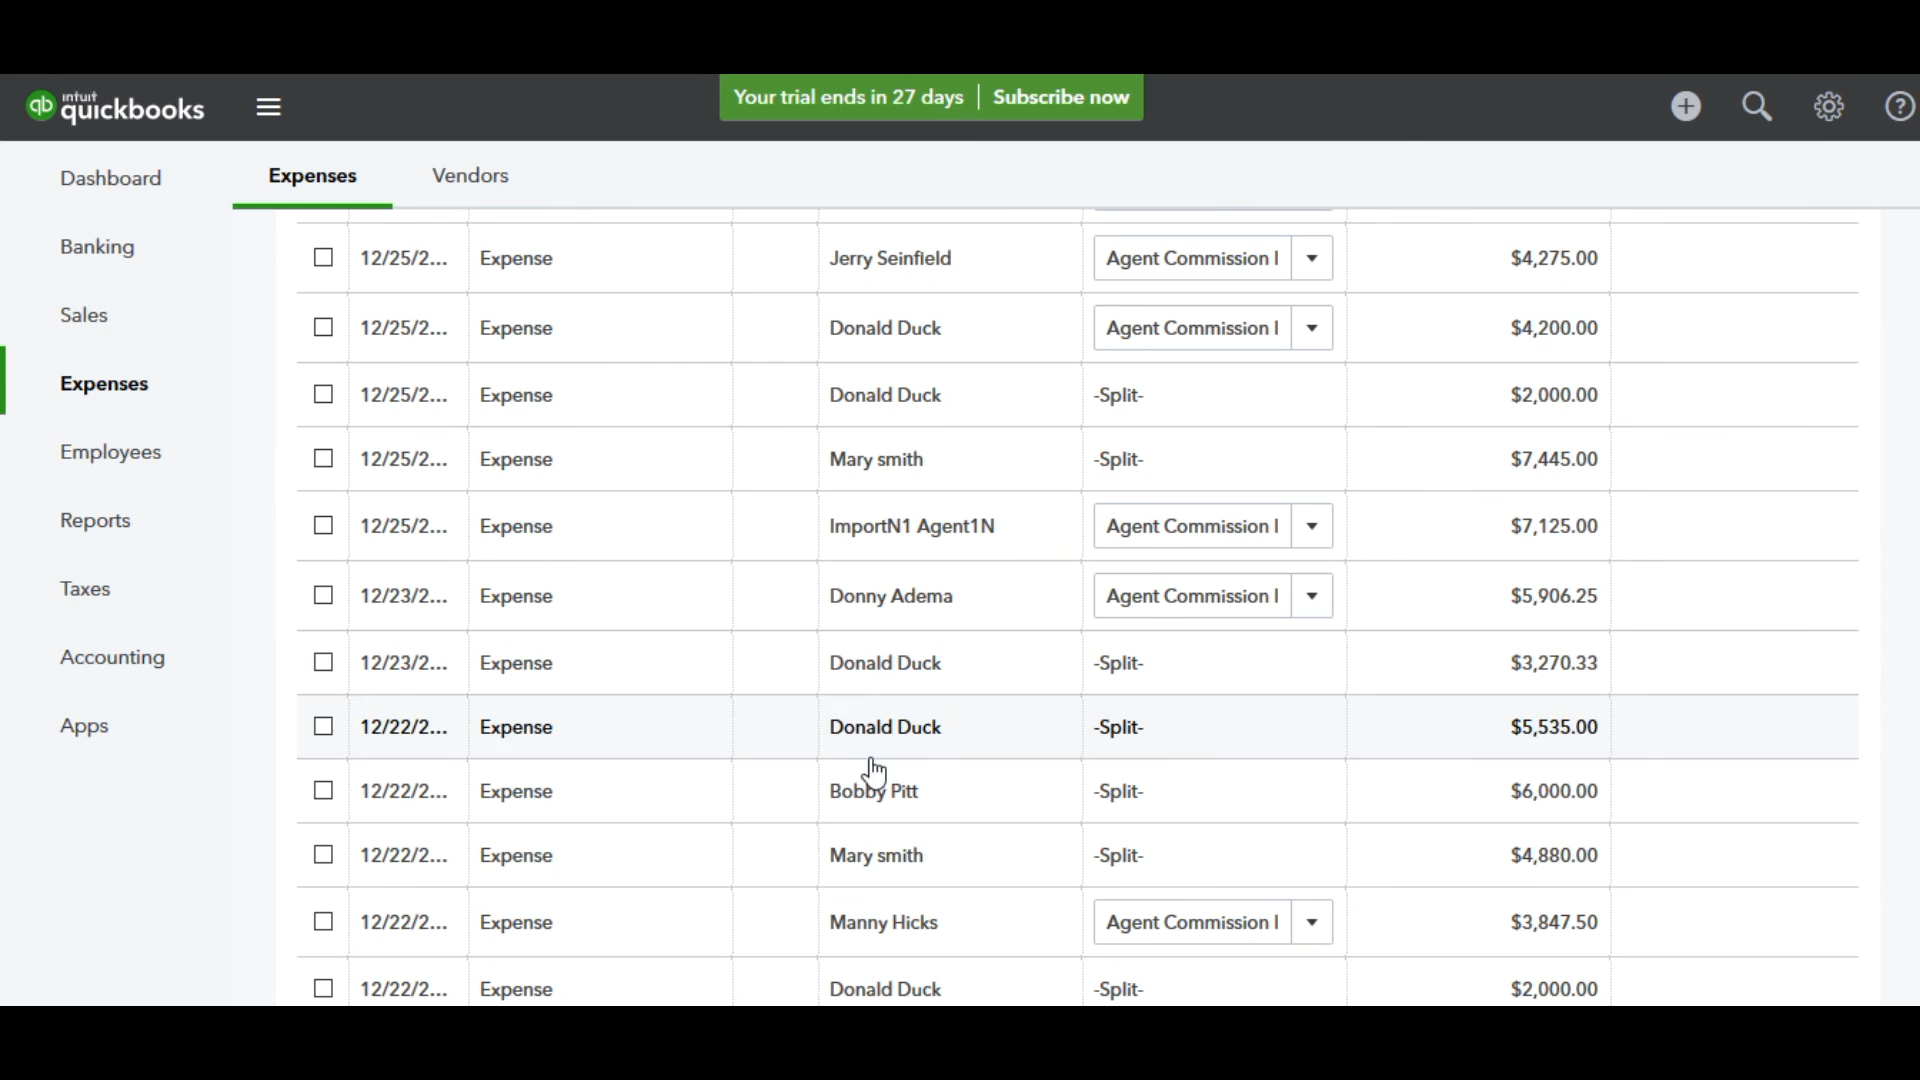 intuit
quickbooks
Your trial ends in 27 days | Subscribe now
Dashboard
Banking
Sales
Expenses
Employees
Reports
Taxes
Accounting
Apps
Expenses Vendors
12/25/2... Expense Jerry Seinfield Agent Commission I $4,275.00
12/25/2... Expense Donald Duck Agent Commission I $4,200.00
12/25/2... Expense Donald Duck -Split- $2,000.00
12/25/2... Expense Mary smith -Split- $7,445.00
12/25/2... Expense ImportN1 Agent1N Agent Commission I $7,125.00
12/23/2... Expense Donny Adema Agent Commission I $5,906.25
12/23/2... Expense Donald Duck -Split- $3,270.33
12/22/2... Expense Donald Duck -Split- $5,535.00
12/22/2... Expense Bobby Pitt -Split- $6,000.00
12/22/2... Expense Mary smith -Split- $4,880.00
12/22/2... Expense Manny Hicks Agent Commission I $3,847.50
12/22/2... Expense Donald Duck -Split- $2,000.00